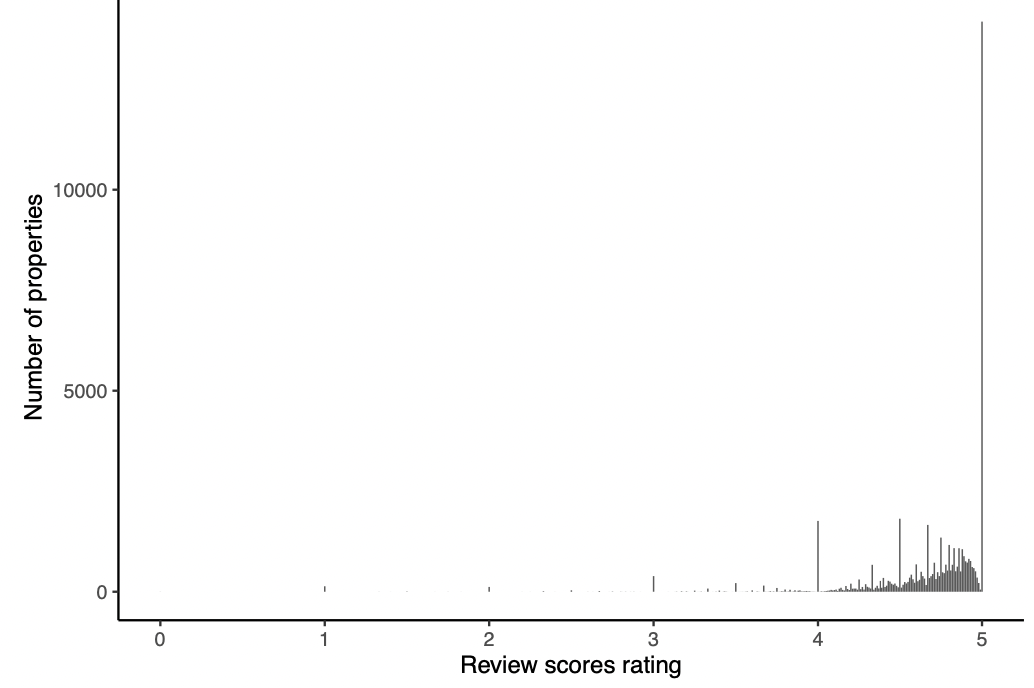 Number of properties
10000
5000
0
0 1 2 3 4 5
Review scores rating